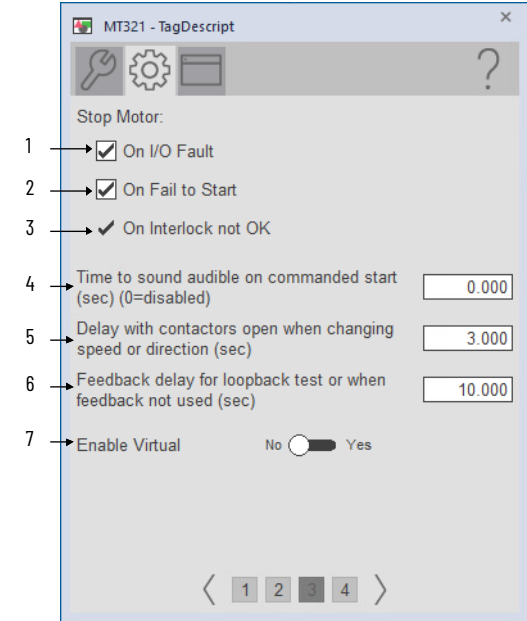 MT321 - TagDescript
×
?
Stop Motor:
1 On I/O Fault
2 On Fail to Start
3 On Interlock not OK
4 Time to sound audible on commanded start
(sec) (0=disabled) 0.000
5 Delay with contactors open when changing
speed or direction (sec) 3.000
6 Feedback delay for loopback test or when
feedback not used (sec) 10.000
7 Enable Virtual No Yes
1 2 3 4